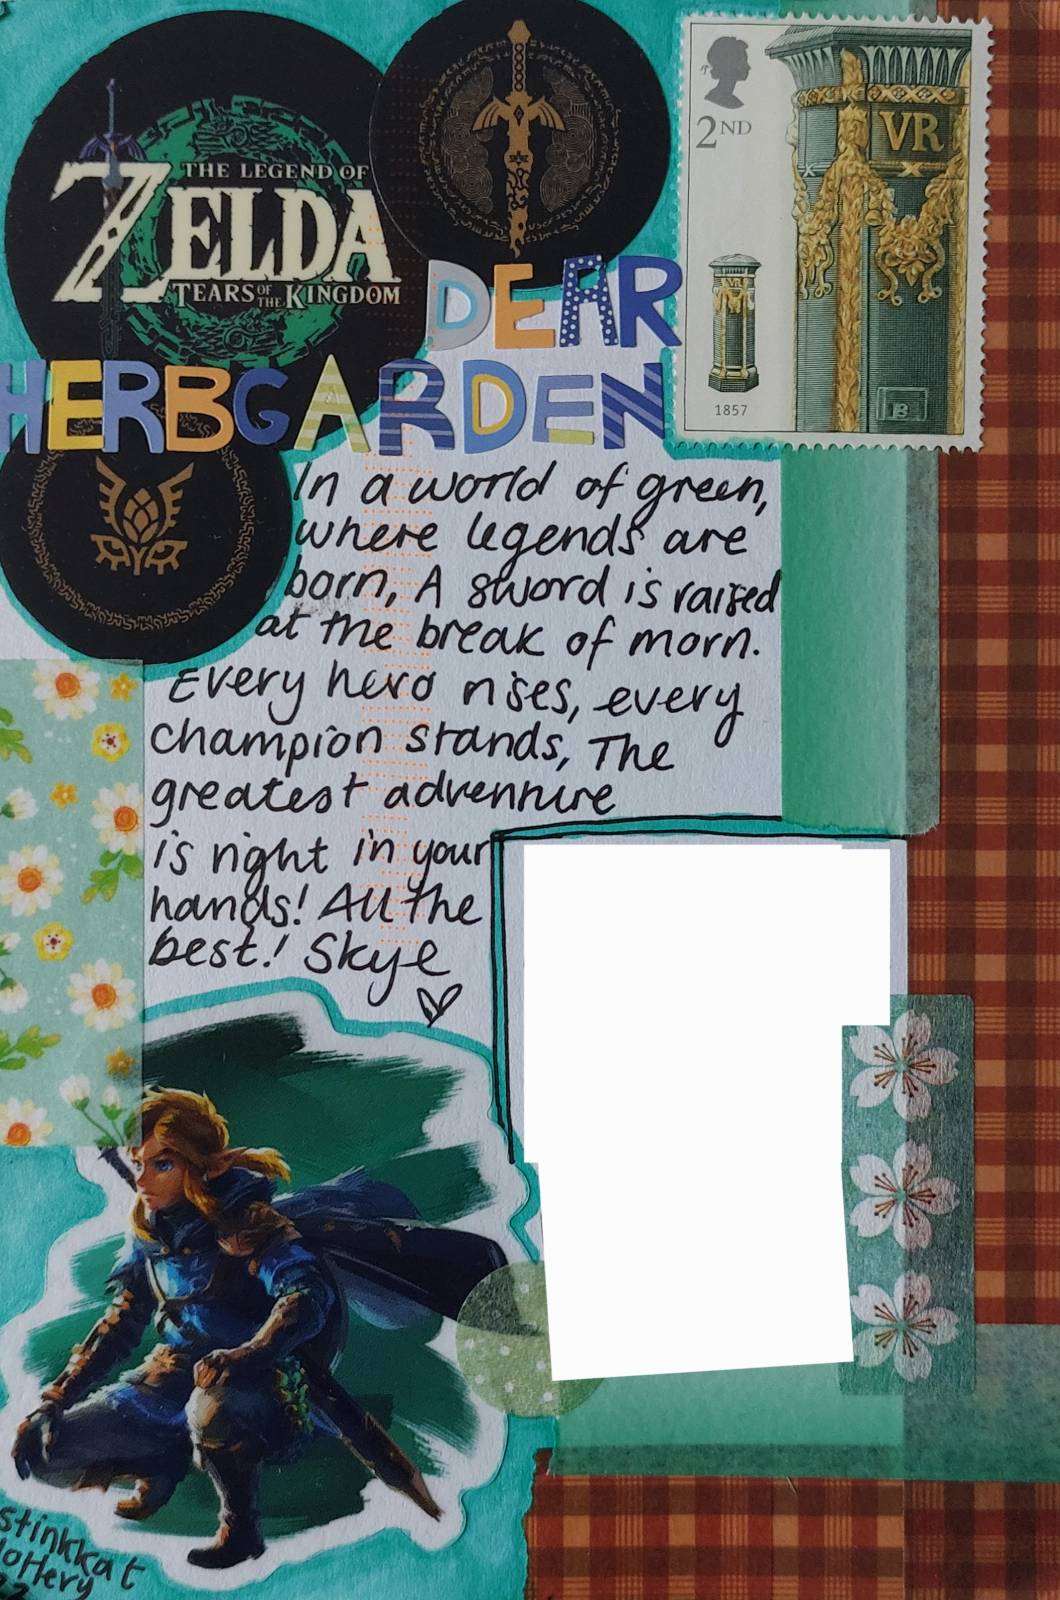 THE LEGEND OF
ZELDA
TEARS OF THE KINGDOM
2ND
VR
1857
DEAR
HERBGARDEN
In a world of green,
where legends are
born, A sword is raised
at the break of morn.
Every hero rises, every
champion stands, The
greatest adventure
is right in your
hands! All the
best! Skye
stinkkat
lottery